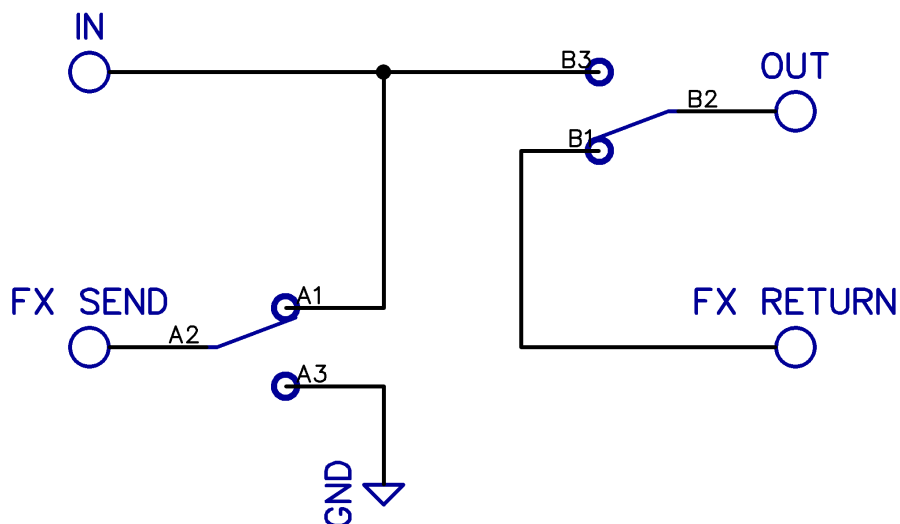 IN
B3
OUT
B2
B1
FX SEND
A1
FX RETURN
A2
A3
GND